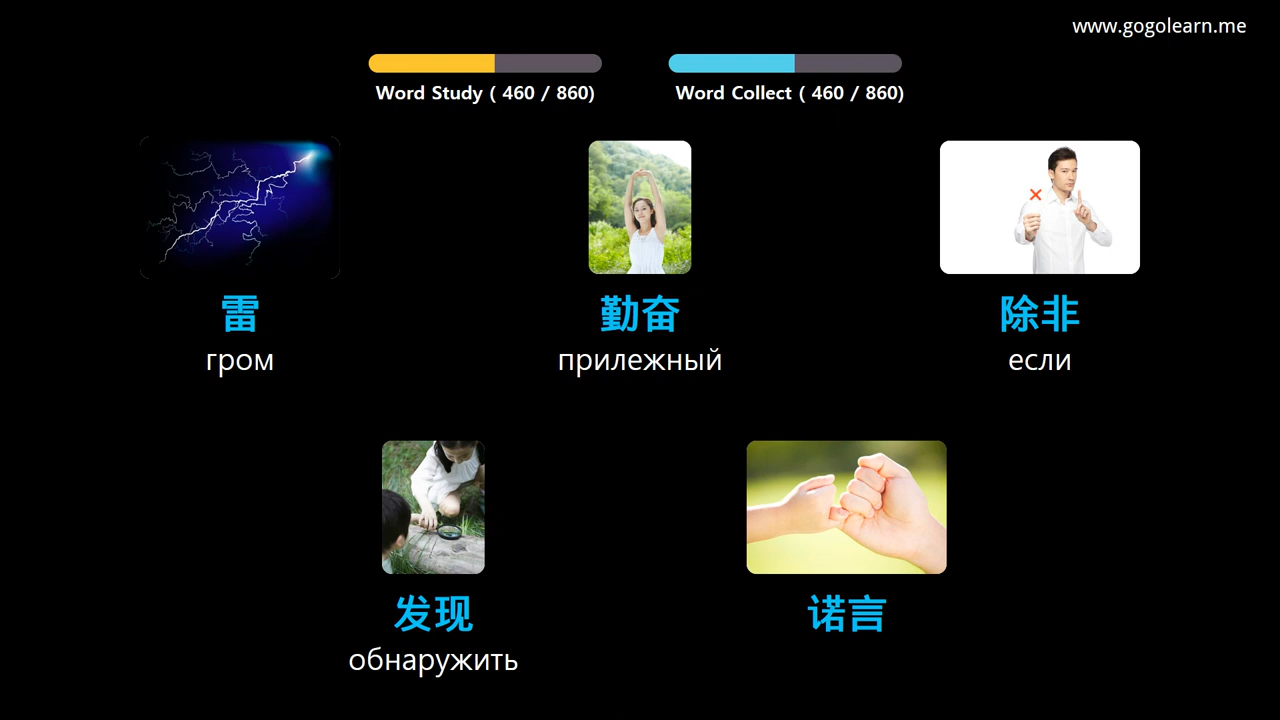 www.gogolearn.me
Word Study ( 460 / 860)
Word Collect ( 460 / 860)
雷
гром
勤奋
прилежный
除非
если
发现
обнаружить
诺言